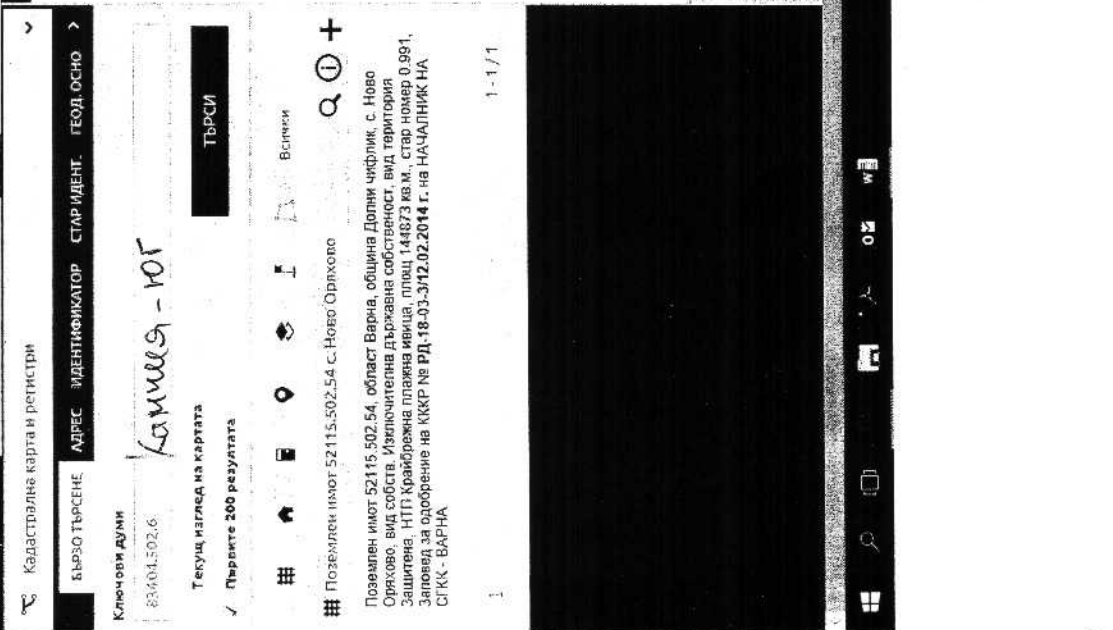 Кадастрална карта и регистри
БЪРЗО ТЪРСЕНЕ АДРЕС ИДЕНТИФИКАТОР СТАР ИДЕНТ. ГЕОД. ОСНО
Ключови думи
83404.502.6
Камчия - юг
Текущ изглед на картата
ТЪРСИ
✓ Първите 200 резултата
Всички
Поземлен имот 52115.502.54 с. Ново Оряхово
Поземлен имот 52115.502.54, област Варна, община Долни чифлик, с. Ново
Оряхово, вид собств. Изключителна държавна собственост, вид територия
Защитена, НТП Крайбрежна плажна ивица, площ 144873 кв.м., стар номер 0.991,
Заповед за одобрение на КККР № РД-18-03-3/12.02.2014 г. на НАЧАЛНИК НА
СГКК - ВАРНА
1
1 - 1 / 1